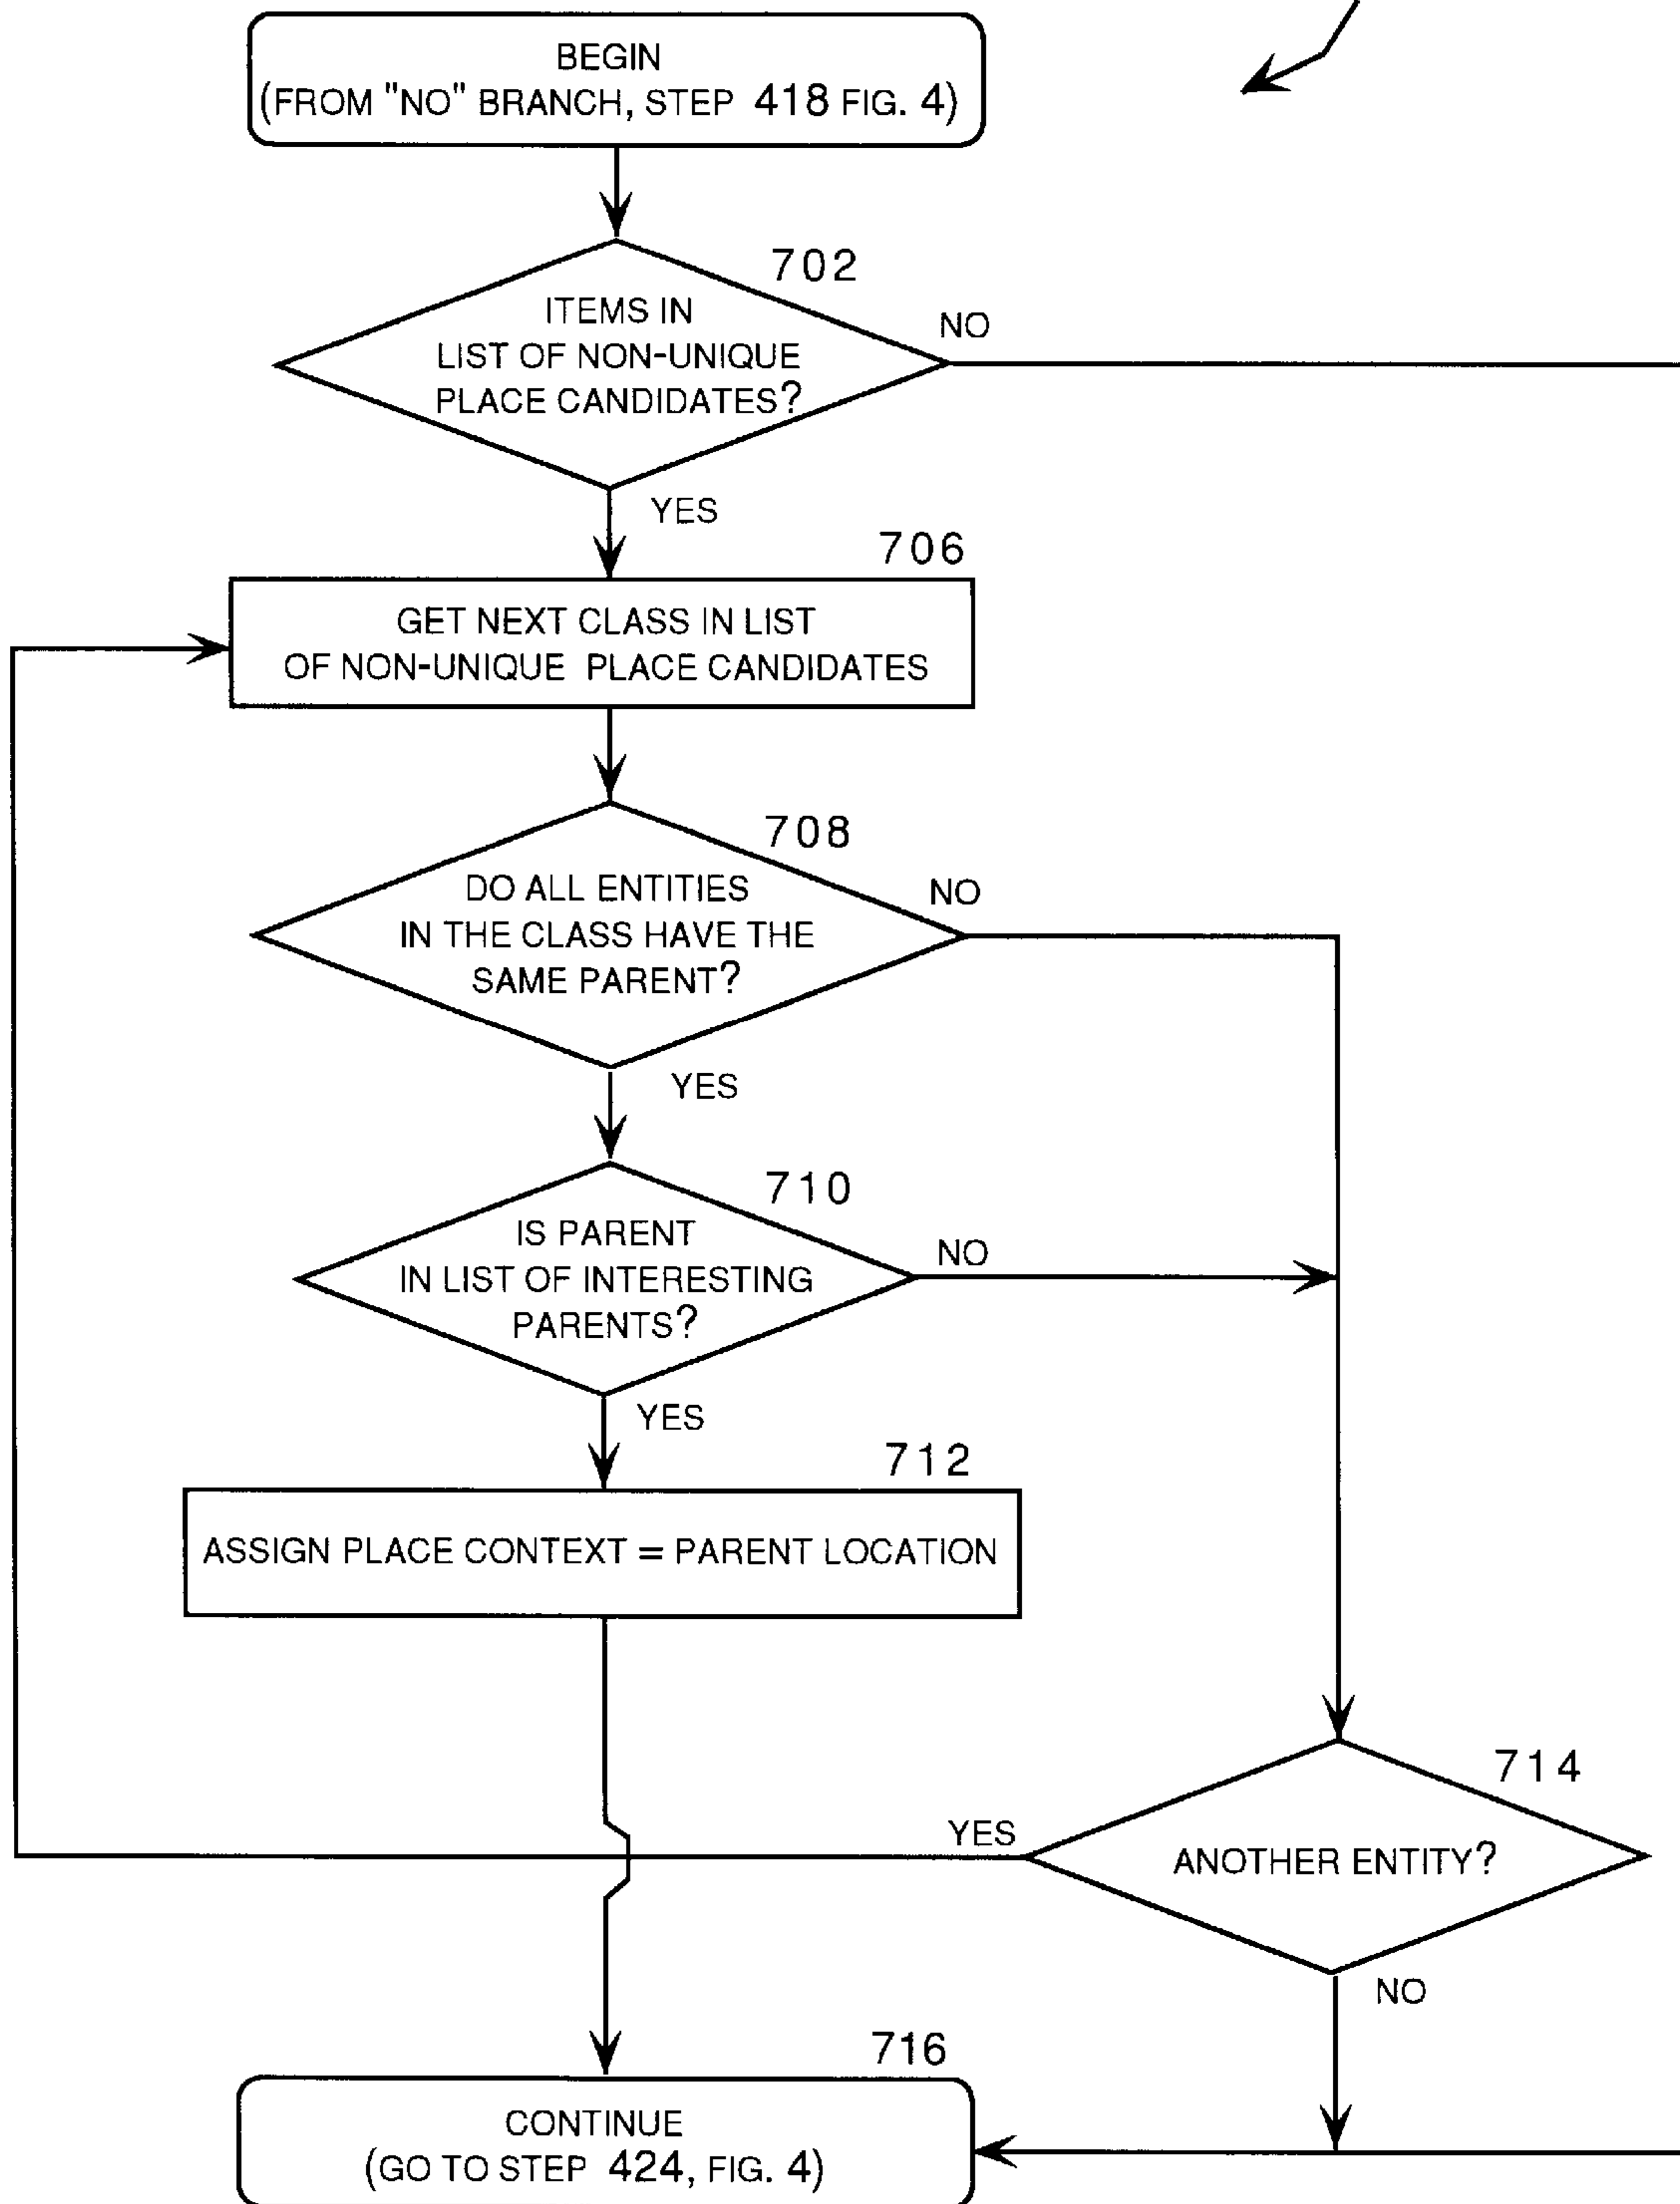 BEGIN
(FROM "NO" BRANCH, STEP 418 FIG. 4)
702
ITEMS IN
LIST OF NON-UNIQUE
PLACE CANDIDATES?
NO
YES
706
GET NEXT CLASS IN LIST
OF NON-UNIQUE PLACE CANDIDATES
708
DO ALL ENTITIES
IN THE CLASS HAVE THE
SAME PARENT?
NO
YES
710
IS PARENT
IN LIST OF INTERESTING
PARENTS?
NO
YES
712
ASSIGN PLACE CONTEXT = PARENT LOCATION
714
YES
ANOTHER ENTITY?
NO
716
CONTINUE
(GO TO STEP 424, FIG. 4)